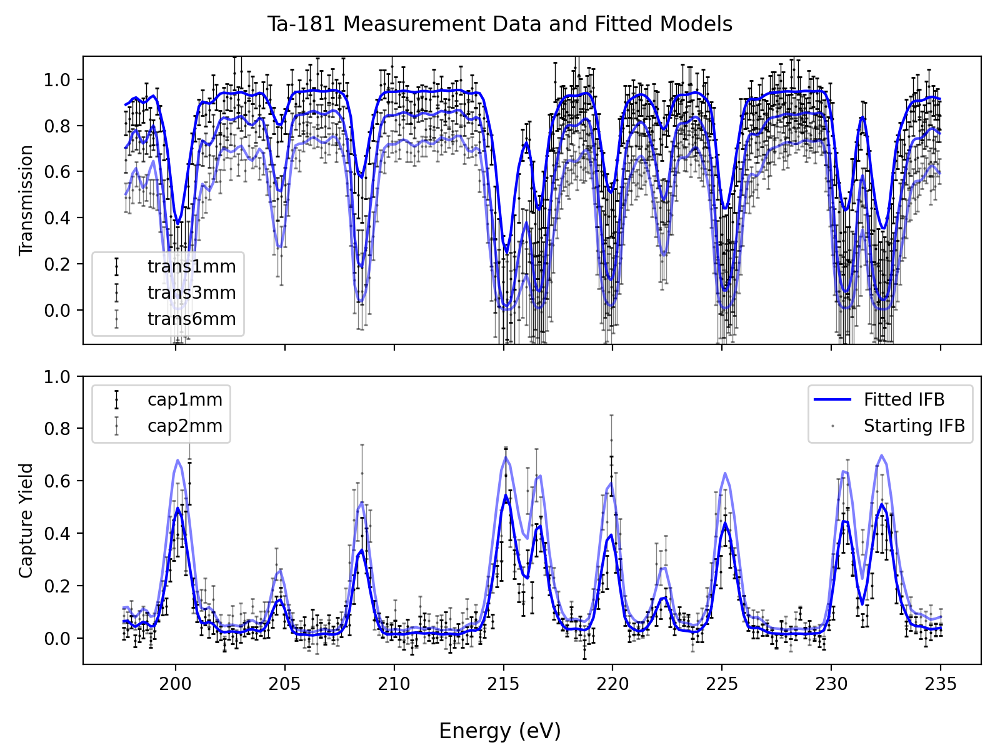 Ta-181 Measurement Data and Fitted Models
Transmission
1.0
0.8
0.6
0.4
0.2
0.0
trans1mm
trans3mm
trans6mm
Capture Yield
1.0
0.8
0.6
0.4
0.2
0.0
cap1mm
cap2mm
Fitted IFB
Starting IFB
200 205 210 215 220 225 230 235
Energy (eV)